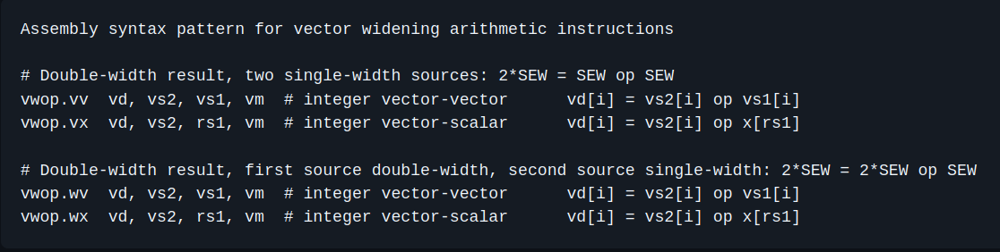 Assembly syntax pattern for vector widening arithmetic instructions
# Double-width result, two single-width sources: 2*SEW = SEW op SEW
vwop.vv  vd, vs2, vs1, vm  # integer vector-vector      vd[i] = vs2[i] op vs1[i]
vwop.vx  vd, vs2, rs1, vm  # integer vector-scalar      vd[i] = vs2[i] op x[rs1]
# Double-width result, first source double-width, second source single-width: 2*SEW = 2*SEW op SEW
vwop.wv  vd, vs2, vs1, vm  # integer vector-vector      vd[i] = vs2[i] op vs1[i]
vwop.wx  vd, vs2, rs1, vm  # integer vector-scalar      vd[i] = vs2[i] op x[rs1]